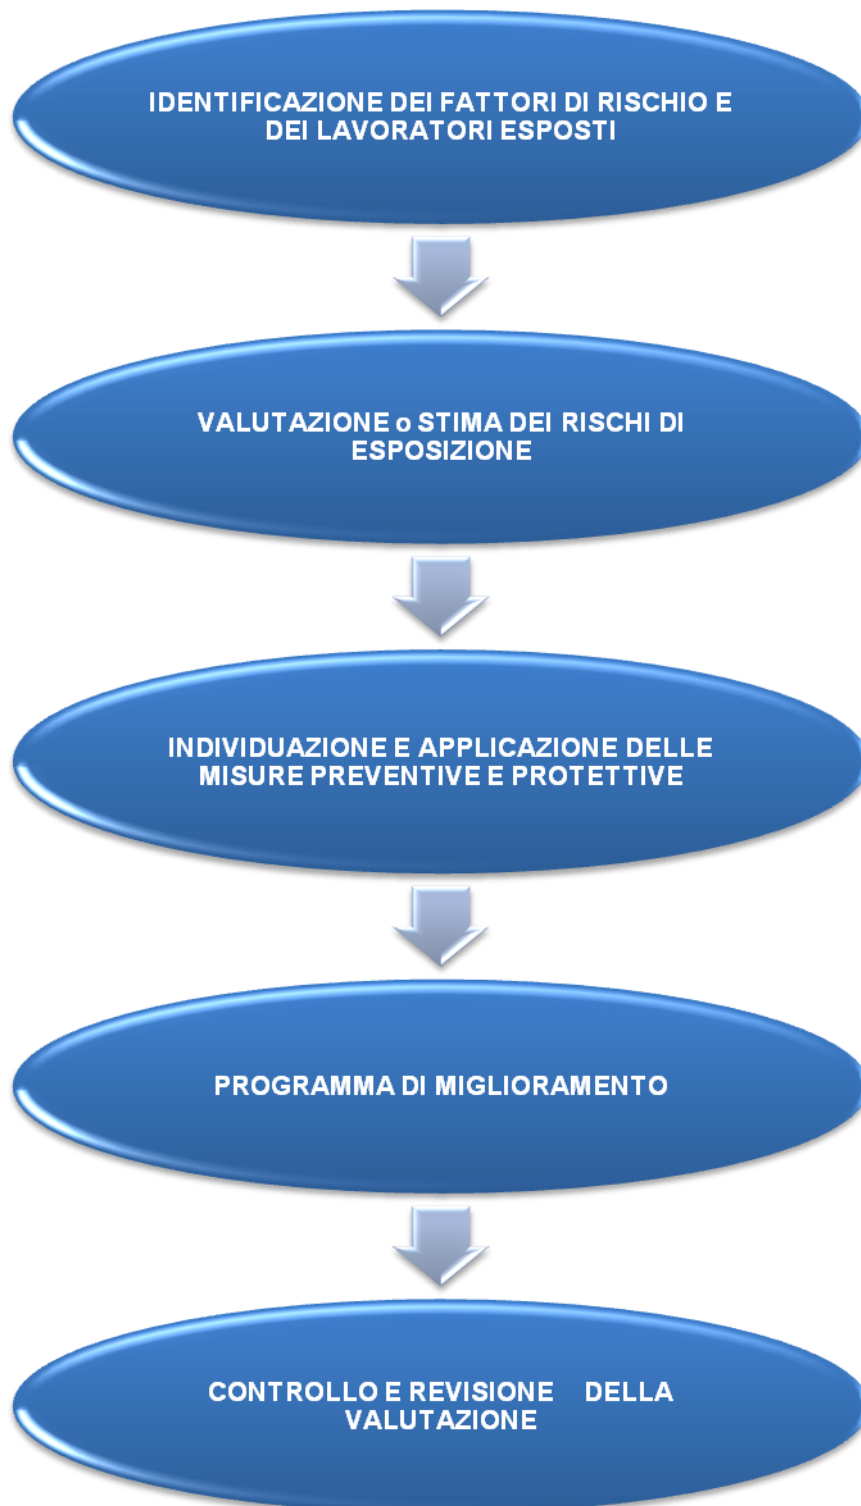 IDENTIFICAZIONE DEI FATTORI DI RISCHIO E
DEI LAVORATORI ESPOSTI
VALUTAZIONE o STIMA DEI RISCHI DI
ESPOSIZIONE
INDIVIDUAZIONE E APPLICAZIONE DELLE
MISURE PREVENTIVE E PROTETTIVE
PROGRAMMA DI MIGLIORAMENTO
CONTROLLO E REVISIONE DELLA
VALUTAZIONE